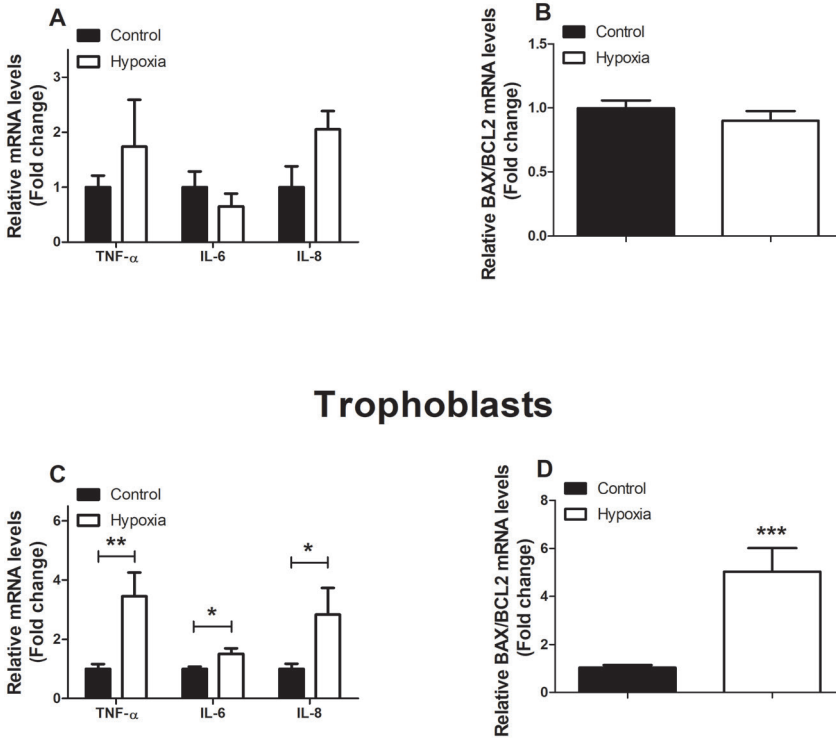 A
Control
Hypoxia
Relative mRNA levels
(Fold change)
3
2
1
0
TNF-α IL-6 IL-8
B
Control
Hypoxia
Relative BAX/BCL2 mRNA levels
(Fold change)
1.5
1.0
0.5
0.0
Trophoblasts
C
Control
Hypoxia
Relative mRNA levels
(Fold change)
6
4
2
0
** * *
TNF-α IL-6 IL-8
D
Control
Hypoxia
Relative BAX/BCL2 mRNA levels
(Fold change)
8
6
4
2
0
***